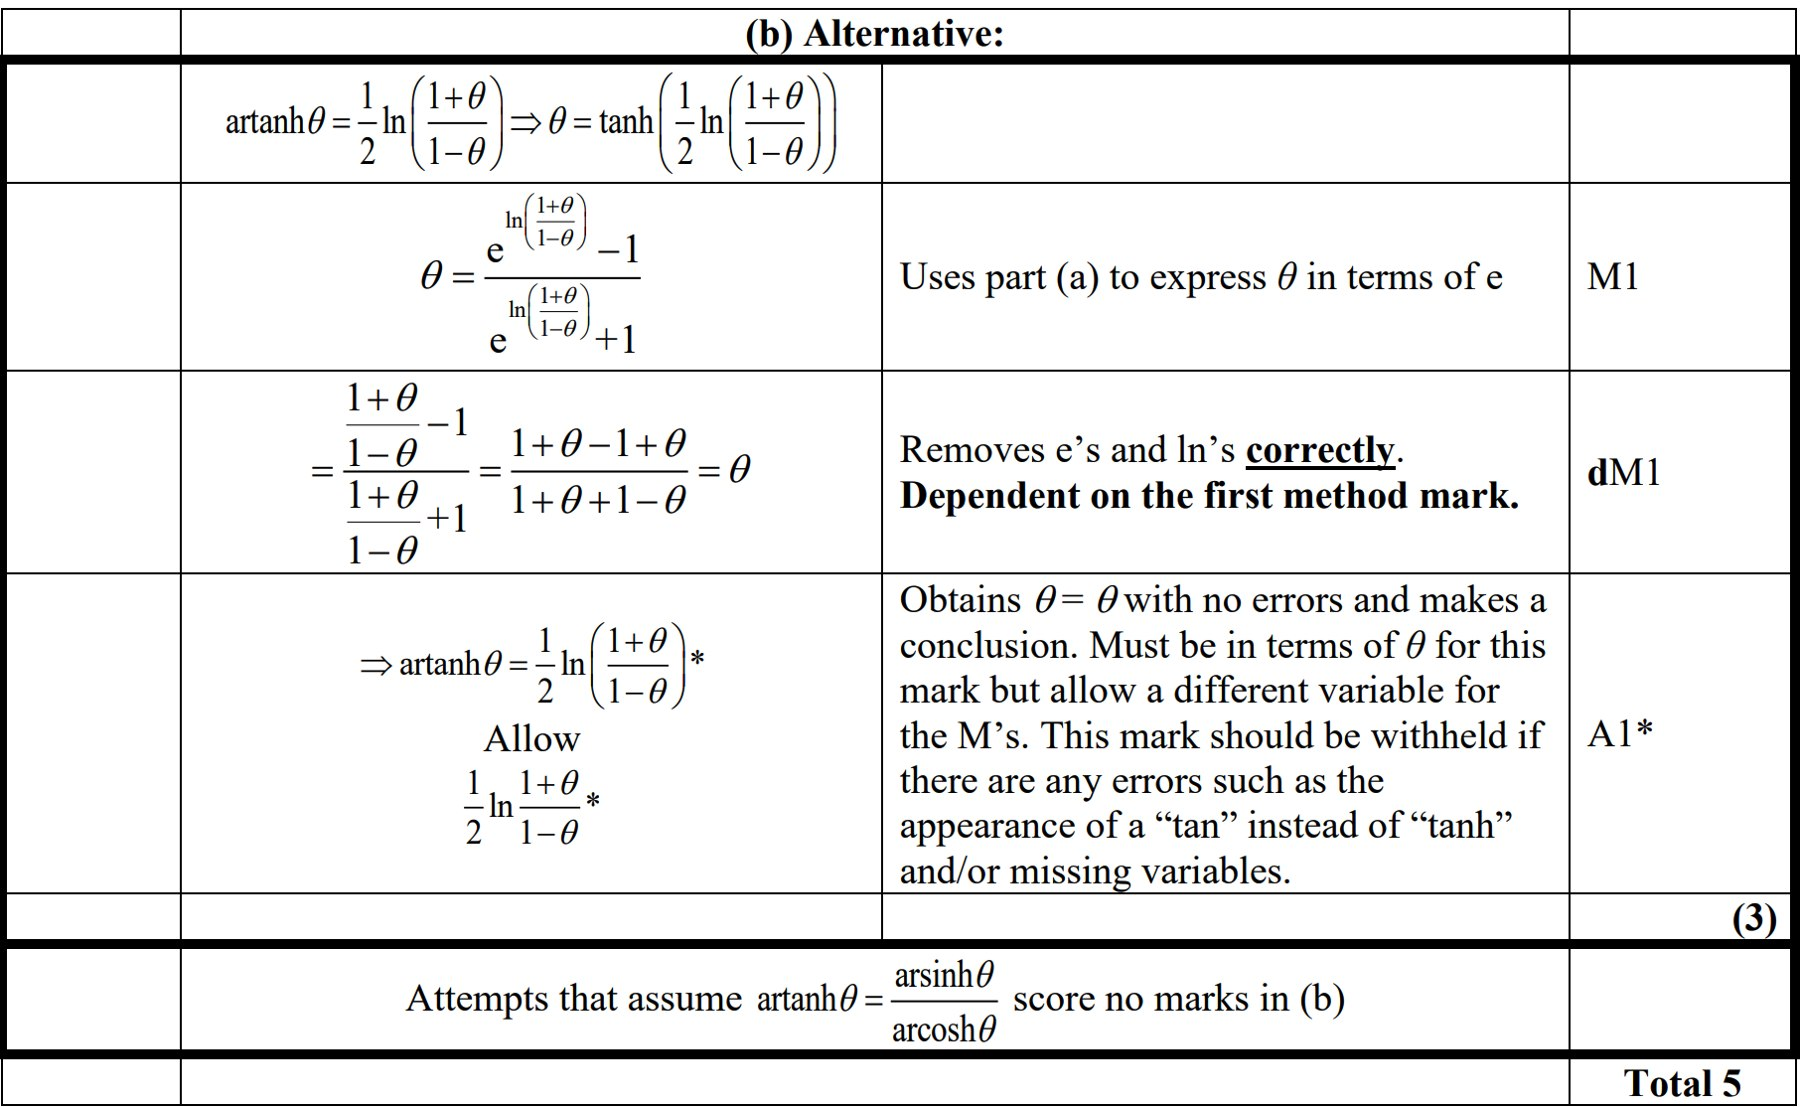 (b) Alternative:
artanhθ = 1/2 ln((1+θ)/(1−θ)) ⇒ θ = tanh(1/2 ln((1+θ)/(1−θ)))
θ = (e^(ln((1+θ)/(1−θ))) − 1)/(e^(ln((1+θ)/(1−θ))) + 1)
Uses part (a) to express θ in terms of e
M1
= ((1+θ)/(1−θ) − 1)/((1+θ)/(1−θ) + 1) = (1+θ−1+θ)/(1+θ+1−θ) = θ
Removes e’s and ln’s correctly.
Dependent on the first method mark.
dM1
⇒ artanhθ = 1/2 ln((1+θ)/(1−θ))*
Allow
1/2 ln (1+θ)/(1−θ) *
Obtains θ = θ with no errors and makes a
conclusion. Must be in terms of θ for this
mark but allow a different variable for
the M’s. This mark should be withheld if
there are any errors such as the
appearance of a “tan” instead of “tanh”
and/or missing variables.
A1*
(3)
Attempts that assume artanhθ = arsinhθ/arcoshθ score no marks in (b)
Total 5